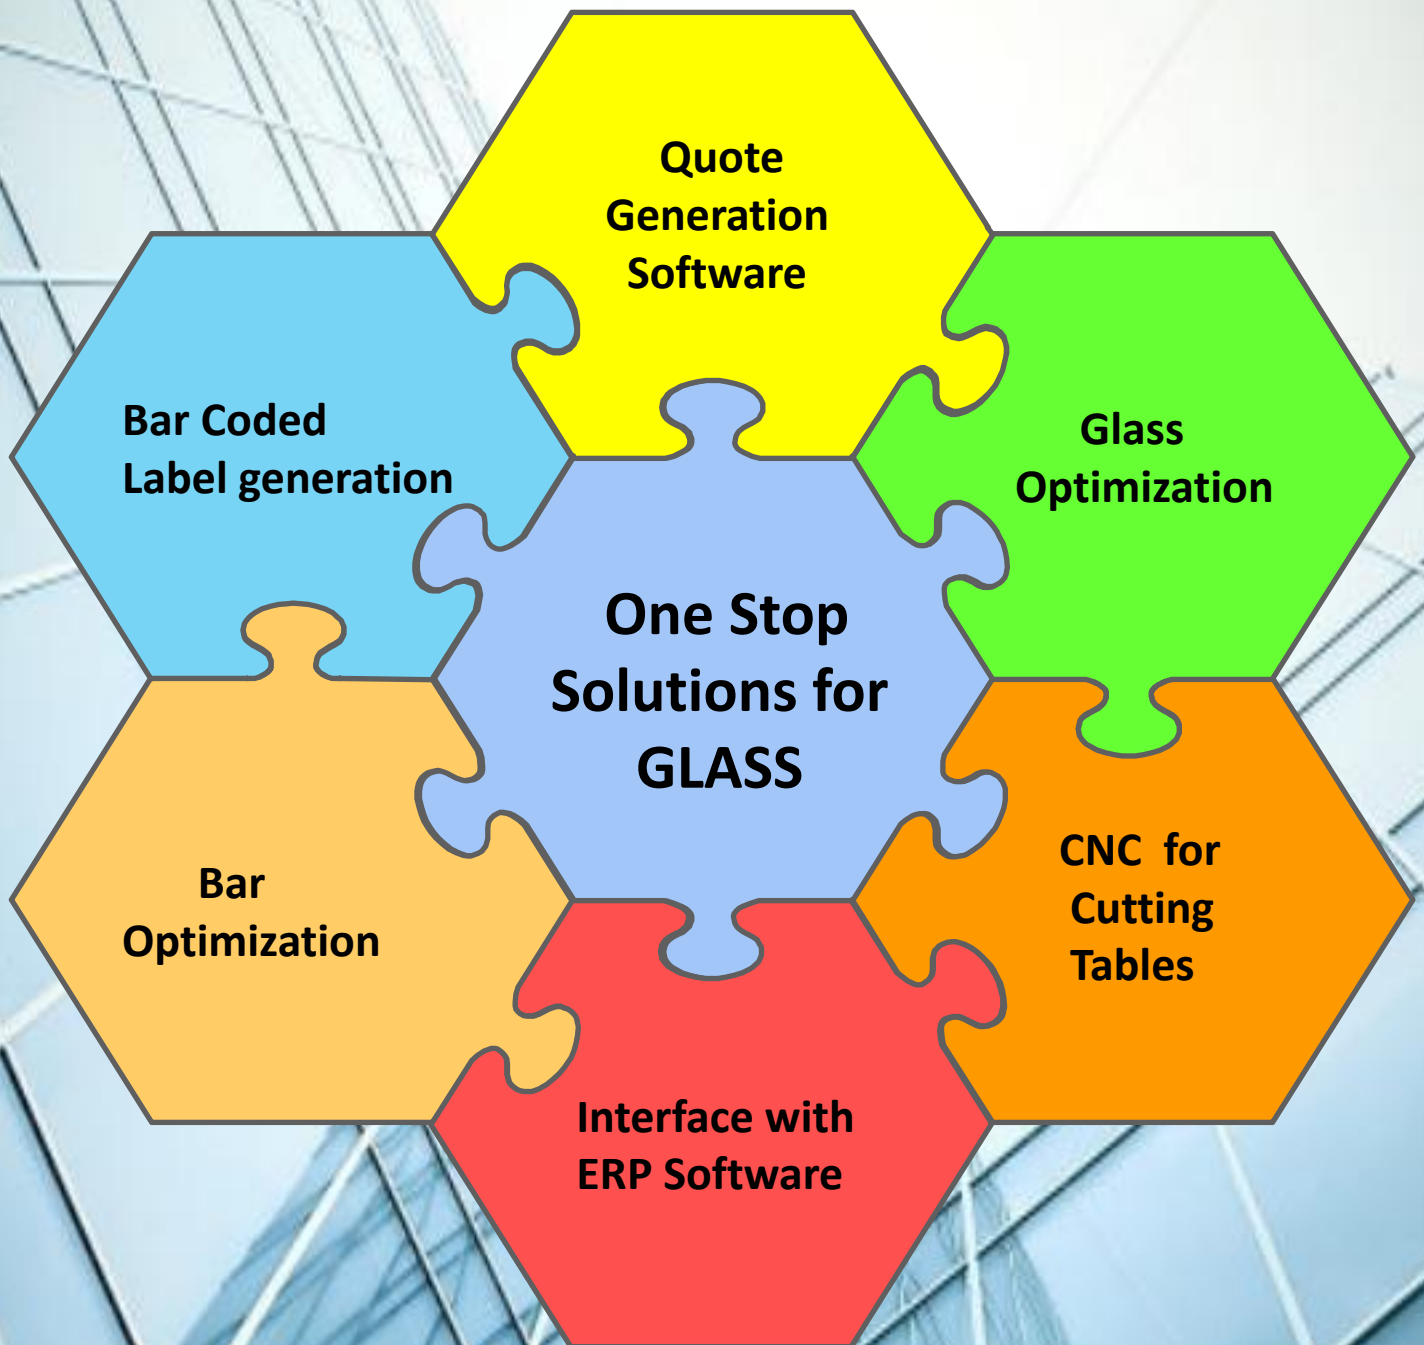 Quote
Generation
Software
Bar Coded
Label generation
Glass
Optimization
One Stop
Solutions for
GLASS
Bar
Optimization
CNC for
Cutting
Tables
Interface with
ERP Software